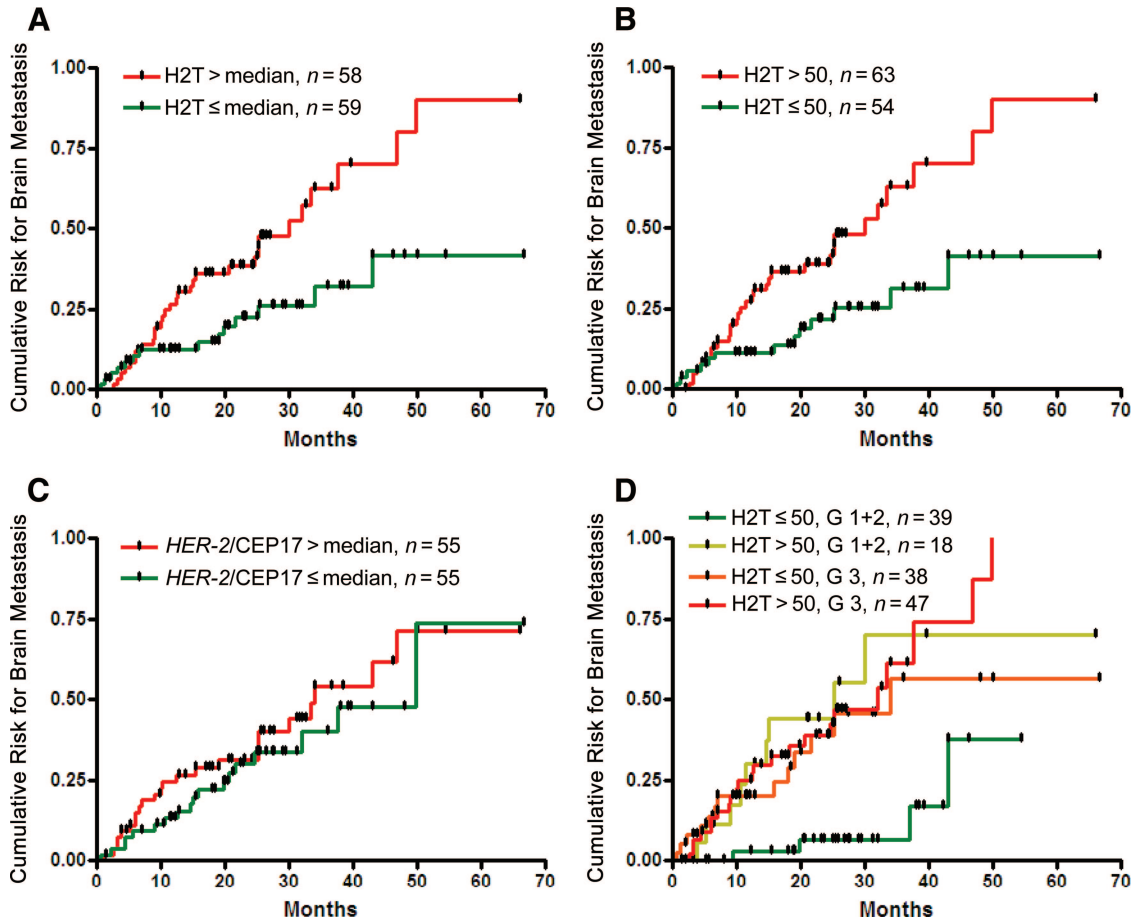 A
Cumulative Risk for Brain Metastasis
1.00
0.75
0.50
0.25
0.00
H2T > median, n = 58
H2T ≤ median, n = 59
0 10 20 30 40 50 60 70
Months
B
Cumulative Risk for Brain Metastasis
1.00
0.75
0.50
0.25
0.00
H2T > 50, n = 63
H2T ≤ 50, n = 54
0 10 20 30 40 50 60 70
Months
C
Cumulative Risk for Brain Metastasis
1.00
0.75
0.50
0.25
0.00
HER-2/CEP17 > median, n = 55
HER-2/CEP17 ≤ median, n = 55
0 10 20 30 40 50 60 70
Months
D
Cumulative Risk for Brain Metastasis
1.00
0.75
0.50
0.25
0.00
H2T ≤ 50, G 1+2, n = 39
H2T > 50, G 1+2, n = 18
H2T ≤ 50, G 3, n = 38
H2T > 50, G 3, n = 47
0 10 20 30 40 50 60 70
Months